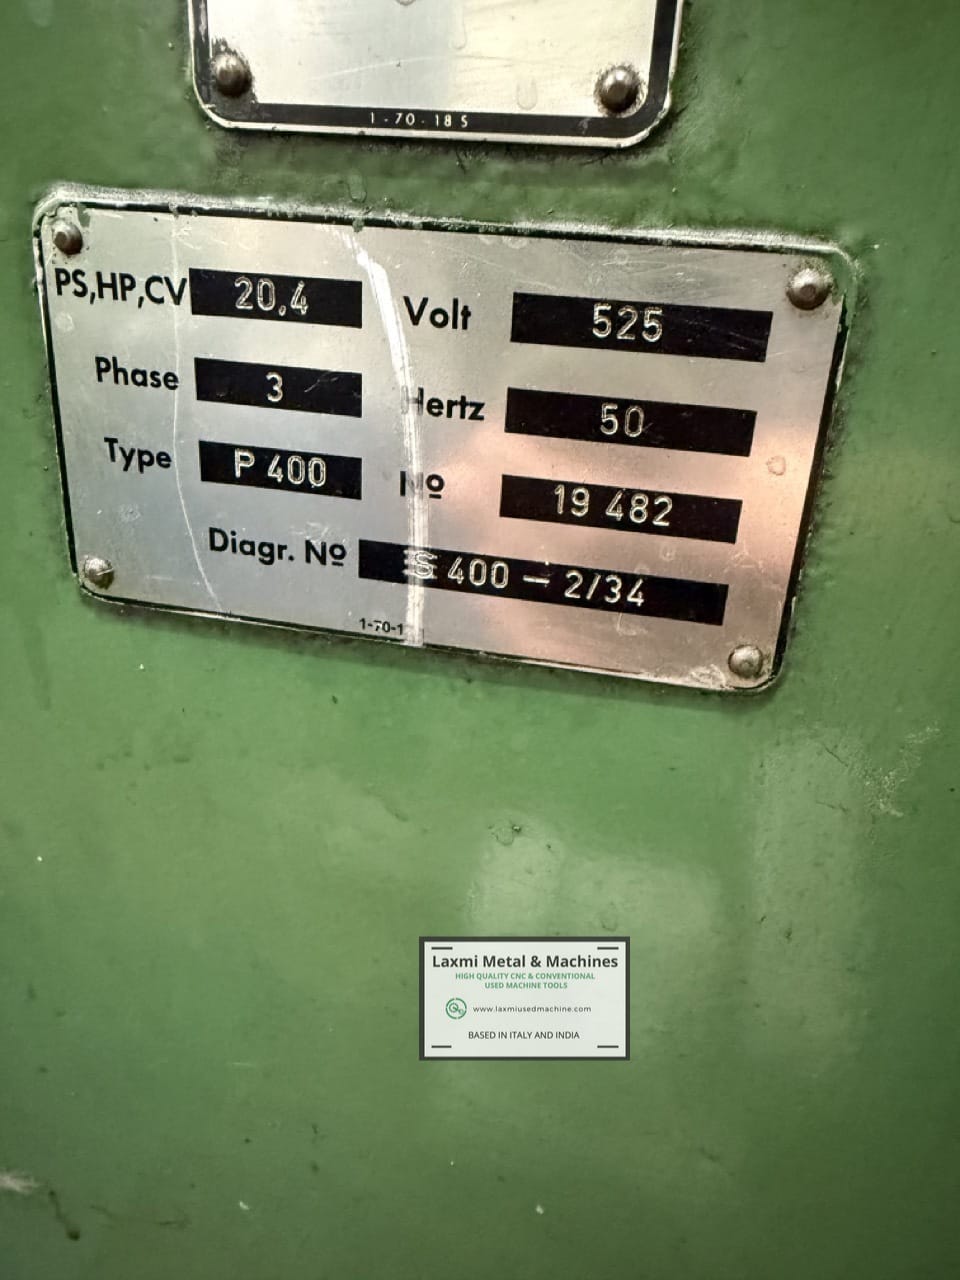 1-70-18 S
PS,HP,CV 20,4 Volt 525
Phase 3 Hertz 50
Type P 400 Nº 19 482
Diagr. Nº S 400 – 2/34
1-70-1
Laxmi Metal & Machines
HIGH QUALITY CNC & CONVENTIONAL
USED MACHINE TOOLS
www.laxmiusedmachine.com
BASED IN ITALY AND INDIA